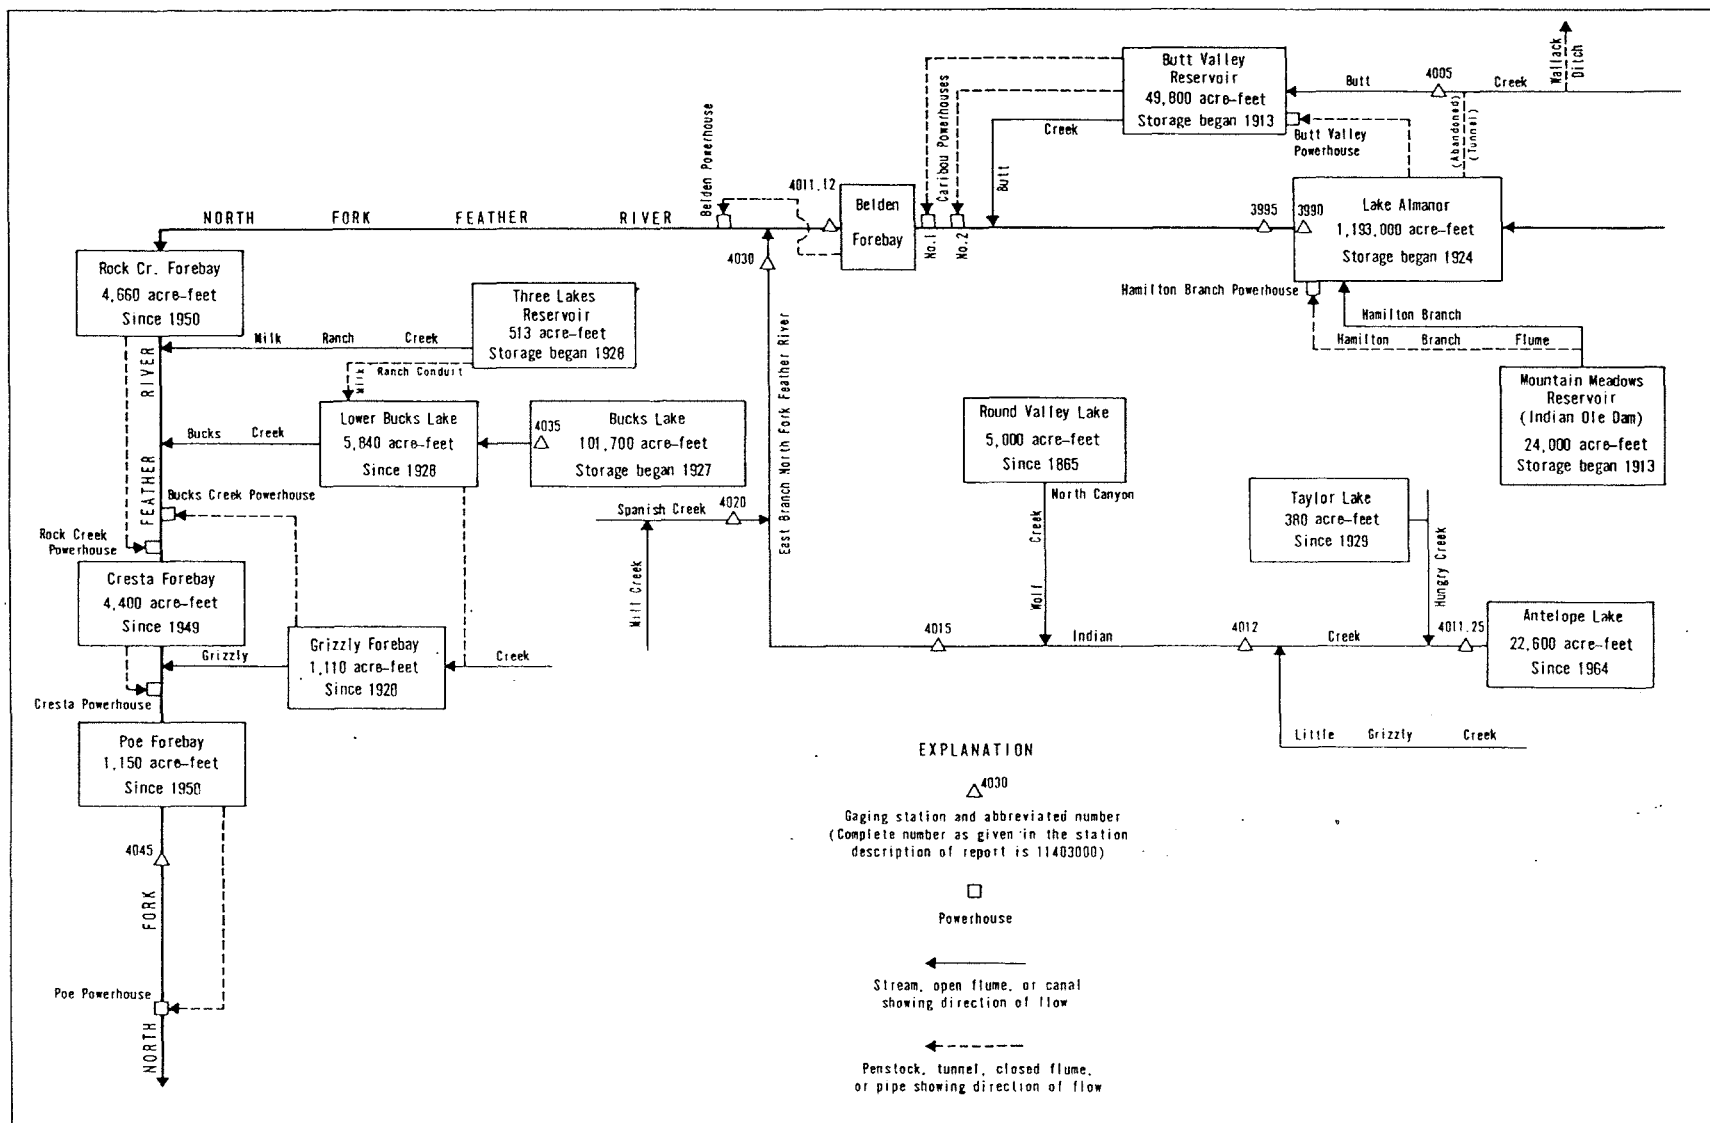 Wallack
Ditch
Butt Valley
Reservoir
49,800 acre-feet
Storage began 1913
Butt
4005
Creek
(Abandoned)
(Tunnel)
Butt Valley
Powerhouse
Creek
Butt
Caribou Powerhouses
No.1
No.2
Belden Powerhouse
4011.12
Belden
Forebay
3995
3990
Lake Almanor
1,193,000 acre-feet
Storage began 1924
NORTH FORK FEATHER RIVER
4030
Rock Cr. Forebay
4,660 acre-feet
Since 1950
Three Lakes
Reservoir
513 acre-feet
Storage began 1928
Milk Ranch Creek
Milk
Ranch Conduit
Hamilton Branch Powerhouse
Hamilton Branch
Hamilton Branch Flume
Mountain Meadows
Reservoir
(Indian Ole Dam)
24,000 acre-feet
Storage began 1913
East Branch North Fork Feather River
RIVER
FEATHER
Lower Bucks Lake
5,840 acre-feet
Since 1928
4035
Bucks Lake
101,700 acre-feet
Storage began 1927
Bucks Creek
Round Valley Lake
5,000 acre-feet
Since 1865
North Canyon
Creek
Wolf
Bucks Creek Powerhouse
Spanish Creek
4020
Mill Creek
Taylor Lake
380 acre-feet
Since 1929
Hungry Creek
Rock Creek
Powerhouse
Cresta Forebay
4,400 acre-feet
Since 1949
Grizzly Forebay
1,110 acre-feet
Since 1928
Grizzly
Creek
4015
Indian
4012
Creek
4011.25
Antelope Lake
22,600 acre-feet
Since 1964
Cresta Powerhouse
Poe Forebay
1,150 acre-feet
Since 1950
Little Grizzly Creek
4045
FORK
NORTH
Poe Powerhouse
EXPLANATION
4030
Gaging station and abbreviated number
(Complete number as given in the station
description of report is 11403000)
Powerhouse
Stream, open flume, or canal
showing direction of flow
Penstock, tunnel, closed flume,
or pipe showing direction of flow